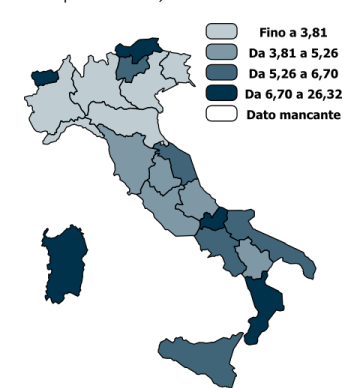 Fino a 3,81
Da 3,81 a 5,26
Da 5,26 a 6,70
Da 6,70 a 26,32
Dato mancante